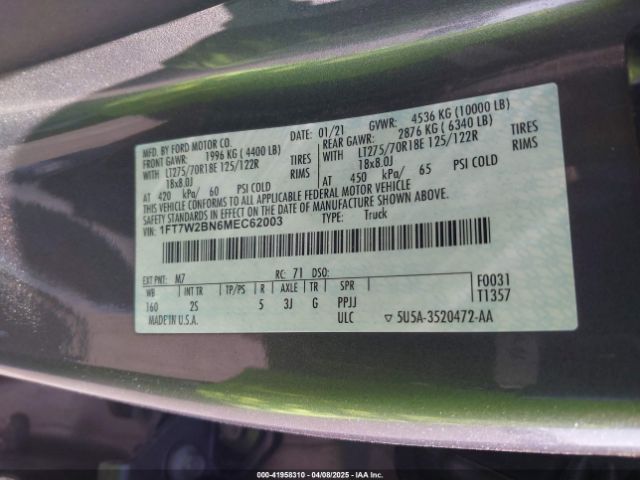 MFD. BY FORD MOTOR CO. DATE: 01/21 GVWR: 4536 KG (10000 LB)
FRONT GAWR: 1996 KG ( 4400 LB) REAR GAWR: 2876 KG ( 6340 LB)
WITH LT275/70R18E 125/122R TIRES WITH LT275/70R18E 125/122R TIRES
18x8.0J RIMS 18x8.0J RIMS
AT 420 kPa/ 60 PSI COLD AT 450 kPa/ 65 PSI COLD
THIS VEHICLE CONFORMS TO ALL APPLICABLE FEDERAL MOTOR VEHICLE
SAFETY STANDARDS IN EFFECT ON THE DATE OF MANUFACTURE SHOWN ABOVE.
VIN: 1FT7W2BN6MEC62003 TYPE: Truck
EXT PNT: M7 RC: 71 DSO: F0031
WB INT TR TP/PS R AXLE TR SPR T1357
160 2S 5 3J G PPJJ
MADE IN U.S.A. ULC ▽ 5U5A-3520472-AA
000-41958310 - 04/08/2025 - IAA Inc.